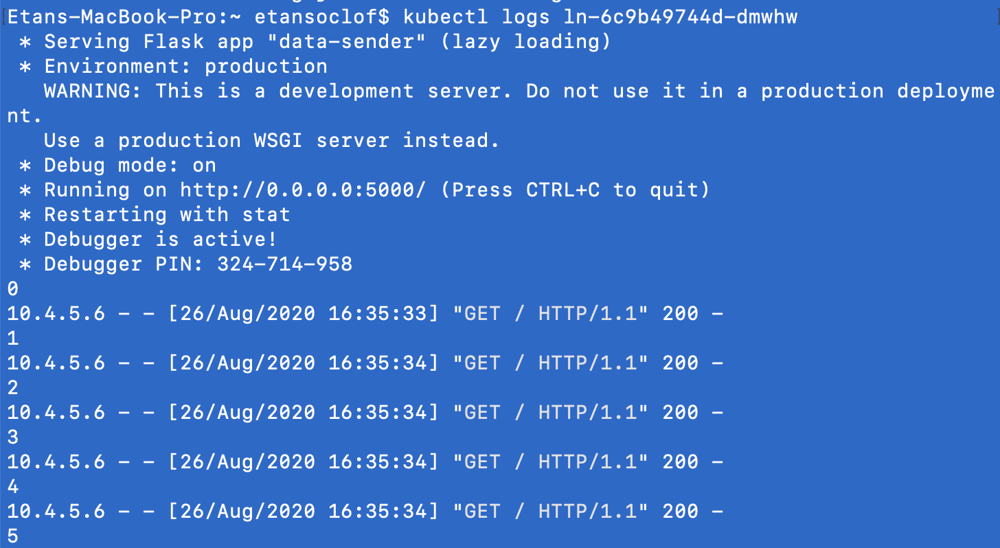 [Etans-MacBook-Pro:~ etansoclof$ kubectl logs ln-6c9b49744d-dmwhw ]
 * Serving Flask app "data-sender" (lazy loading)
 * Environment: production
   WARNING: This is a development server. Do not use it in a production deployme
nt.
   Use a production WSGI server instead.
 * Debug mode: on
 * Running on http://0.0.0.0:5000/ (Press CTRL+C to quit)
 * Restarting with stat
 * Debugger is active!
 * Debugger PIN: 324-714-958
0
10.4.5.6 - - [26/Aug/2020 16:35:33] "GET / HTTP/1.1" 200 -
1
10.4.5.6 - - [26/Aug/2020 16:35:34] "GET / HTTP/1.1" 200 -
2
10.4.5.6 - - [26/Aug/2020 16:35:34] "GET / HTTP/1.1" 200 -
3
10.4.5.6 - - [26/Aug/2020 16:35:34] "GET / HTTP/1.1" 200 -
4
10.4.5.6 - - [26/Aug/2020 16:35:34] "GET / HTTP/1.1" 200 -
5